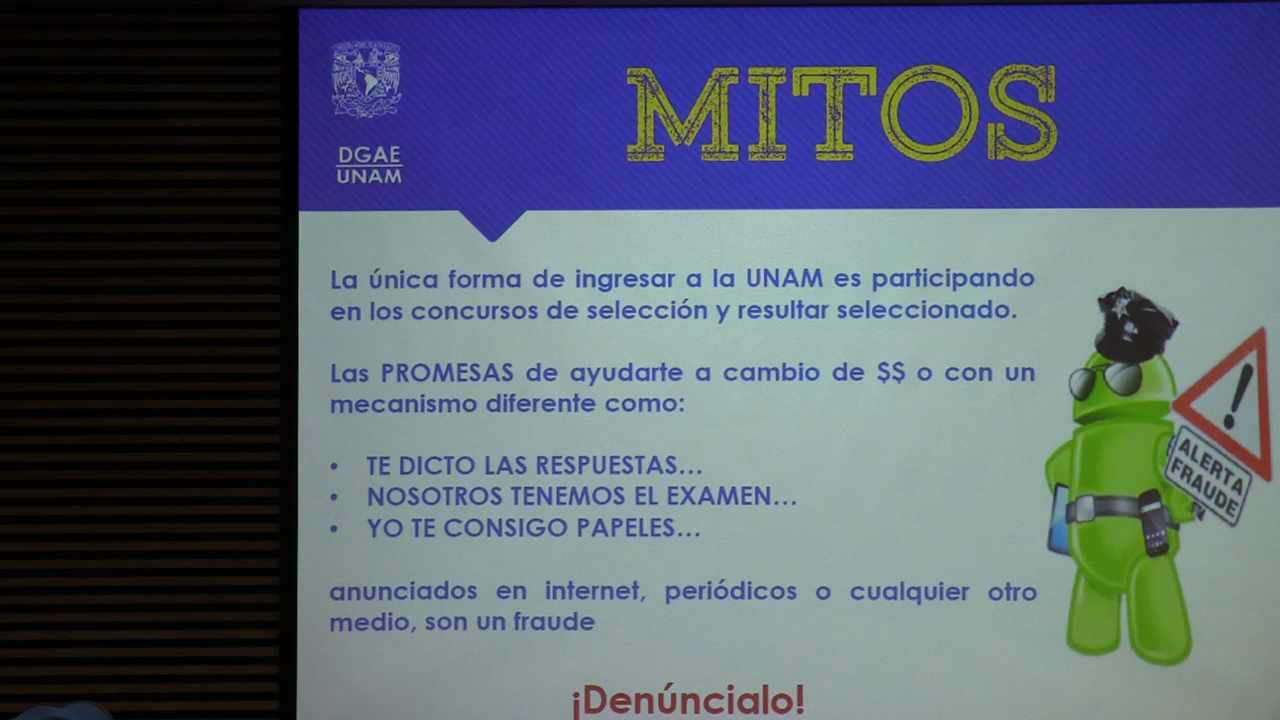 MITOS
DGAE
UNAM
La única forma de ingresar a la UNAM es participando
en los concursos de selección y resultar seleccionado.
Las PROMESAS de ayudarte a cambio de $$ o con un
mecanismo diferente como:
• TE DICTO LAS RESPUESTAS...
• NOSOTROS TENEMOS EL EXAMEN...
• YO TE CONSIGO PAPELES...
ALERTA
FRAUDE
anunciados en internet, periódicos o cualquier otro
medio, son un fraude
¡Denúncialo!